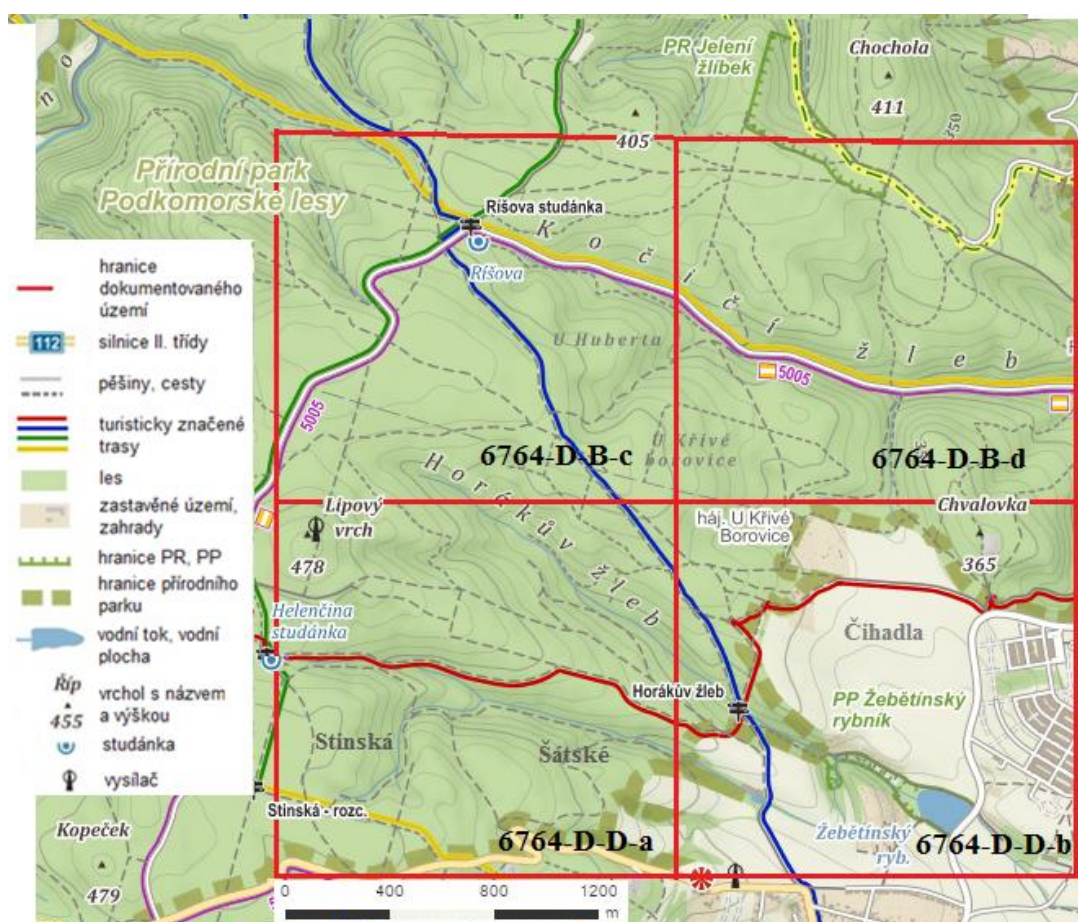 PR Jelení
žlíbek
Chochola
411
350
405
Přírodní park
Podkomorské lesy
Ríšova studánka
Ríšova
K o č i č í ž l e b
hranice
dokumentovaného
území
112
silnice II. třídy
pěšiny, cesty
turisticky značené
trasy
les
zastavěné území,
zahrady
hranice PR, PP
hranice přírodního
parku
vodní tok, vodní
plocha
Říp
455
vrchol s názvem
a výškou
studánka
vysílač
U Huberta
5005
5005
U Křivé
borovice
6764-D-B-c
6764-D-B-d
Horákův žleb
Lipový
vrch
478
háj. U Křivé
Borovice
Chvalovka
365
Helenčina
studánka
Čihadla
Horákův žleb
PP Žebětínský
rybník
Stinská
Šátské
Stinská - rozc.
Kopeček
479
6764-D-D-a
Žebětínský
ryb.
6764-D-D-b
0 400 800 1200
m